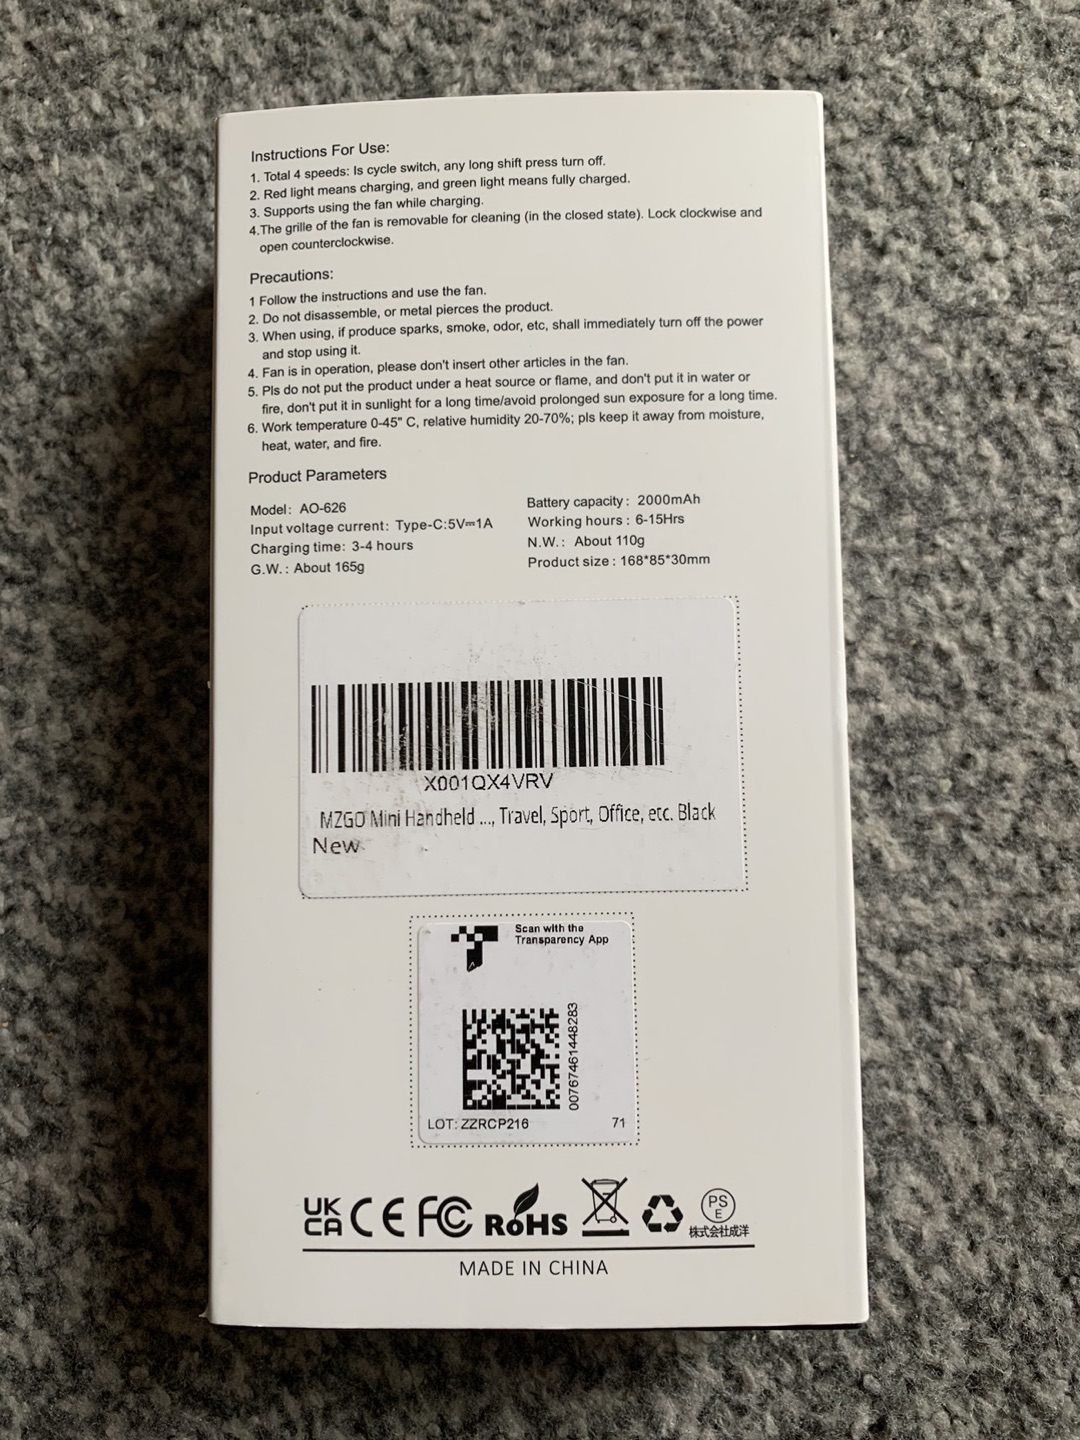 Instructions For Use:
1. Total 4 speeds: Is cycle switch, any long shift press turn off.
2. Red light means charging, and green light means fully charged.
3. Supports using the fan while charging.
4.The grille of the fan is removable for cleaning (in the closed state). Lock clockwise and
open counterclockwise.
Precautions:
1 Follow the instructions and use the fan.
2. Do not disassemble, or metal pierces the product.
3. When using, if produce sparks, smoke, odor, etc, shall immediately turn off the power
and stop using it.
4. Fan is in operation, please don't insert other articles in the fan.
5. Pls do not put the product under a heat source or flame, and don't put it in water or
fire, don't put it in sunlight for a long time/avoid prolonged sun exposure for a long time.
6. Work temperature 0-45" C, relative humidity 20-70%; pls keep it away from moisture,
heat, water, and fire.
Product Parameters
Model: AO-626
Input voltage current: Type-C:5V⎓1A
Charging time: 3-4 hours
G.W.: About 165g
Battery capacity: 2000mAh
Working hours: 6-15Hrs
N.W.: About 110g
Product size: 168*85*30mm
X001QX4VRV
MZGO Mini Handheld ..., Travel, Sport, Office, etc. Black
New
Scan with the
Transparency App
00767461448283
LOT: ZZRCP216 71
UK
CA CE FC RoHS PS
E
株式会社成洋
MADE IN CHINA